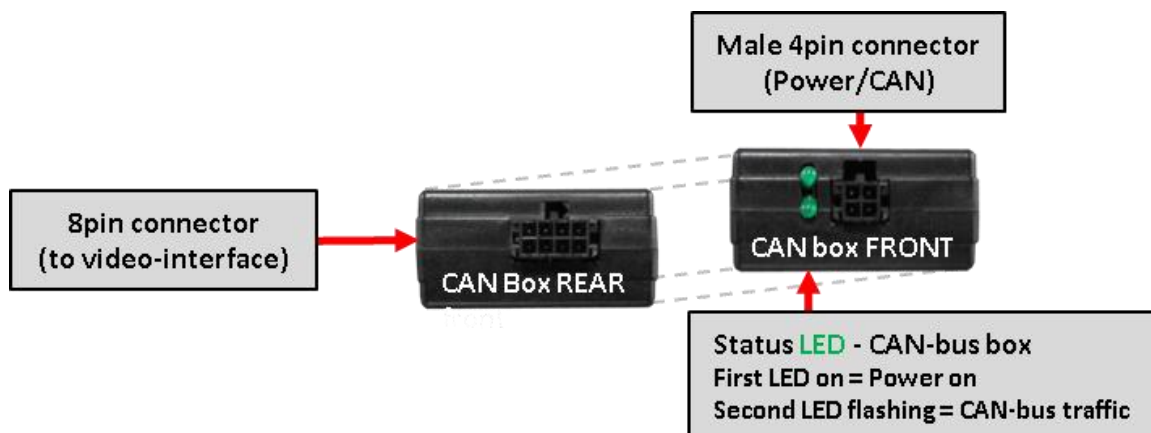 Male 4pin connector
(Power/CAN)
8pin connector
(to video-interface)
CAN Box REAR
front
CAN box FRONT
Status LED - CAN-bus box
First LED on = Power on
Second LED flashing = CAN-bus traffic